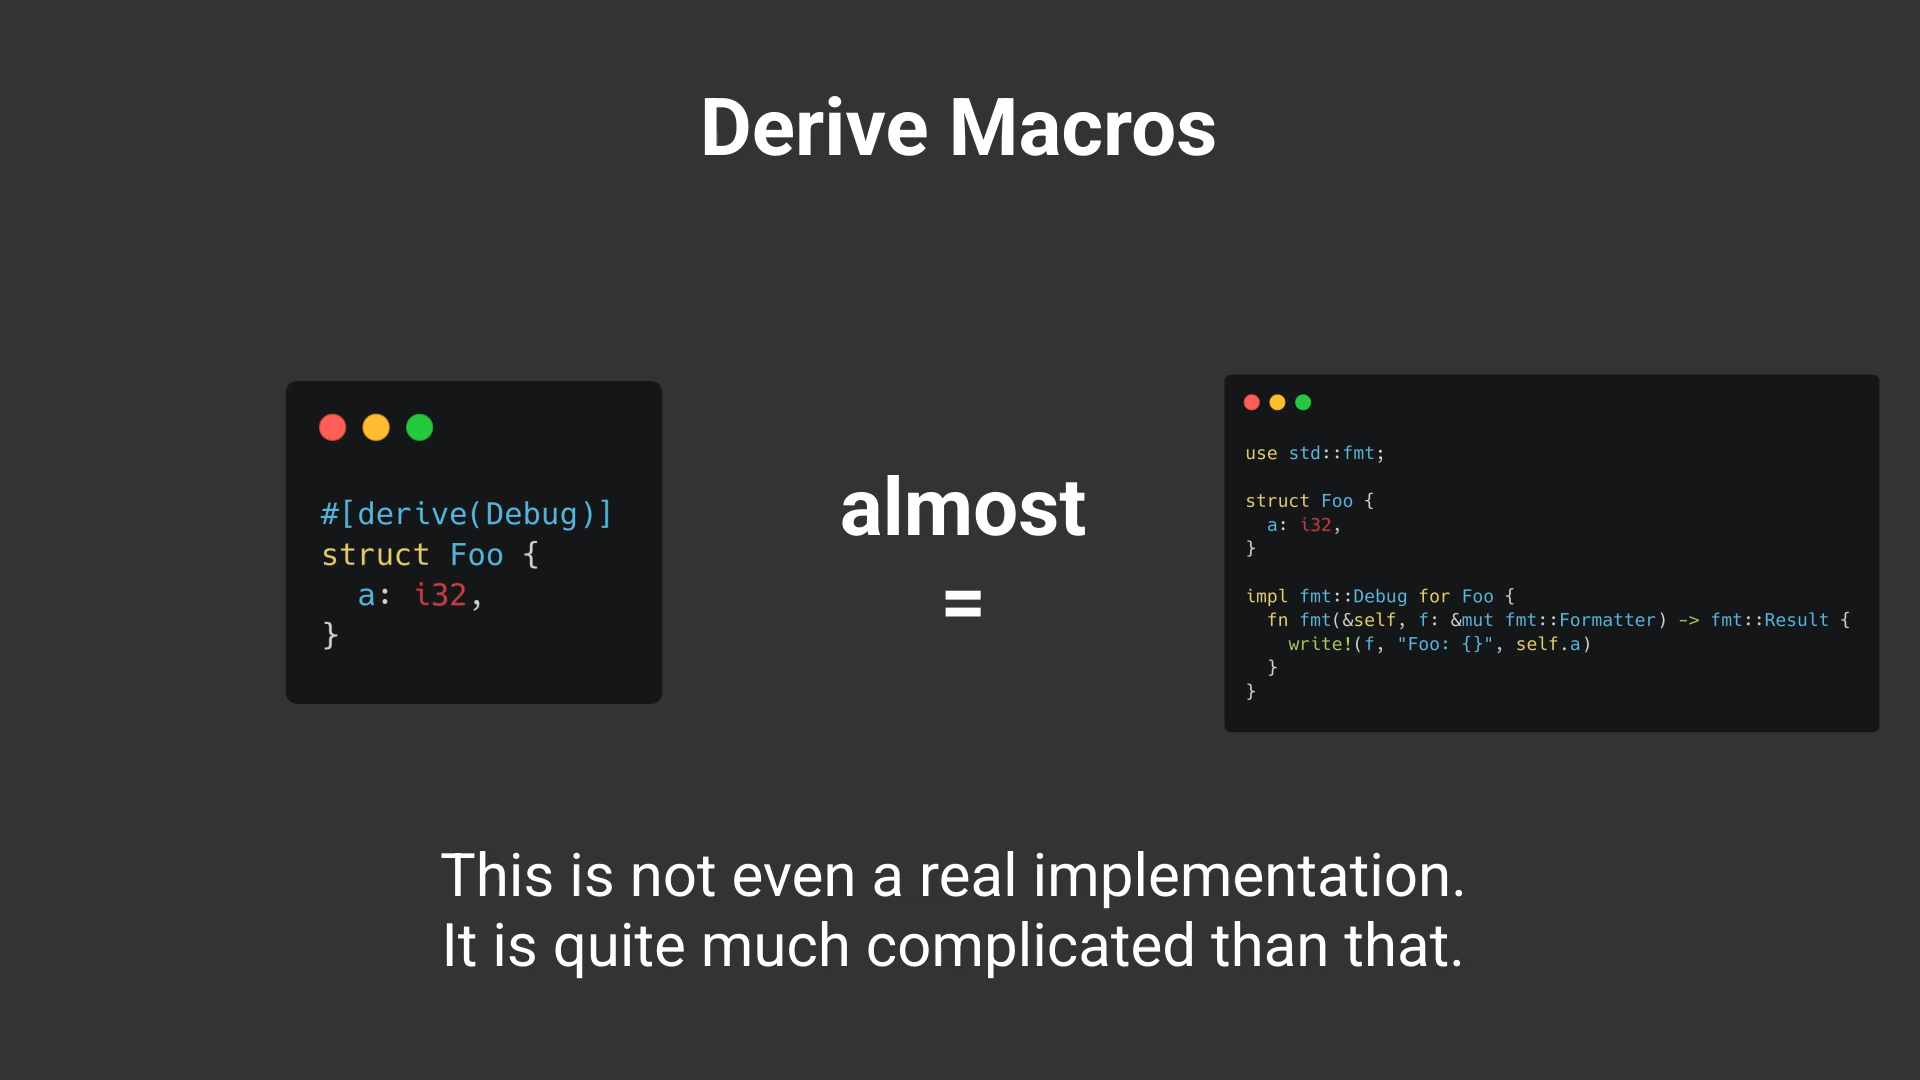 Derive Macros
#[derive(Debug)]
struct Foo {
  a: i32,
}
almost
=
use std::fmt;
struct Foo {
  a: i32,
}
impl fmt::Debug for Foo {
  fn fmt(&self, f: &mut fmt::Formatter) -> fmt::Result {
    write!(f, "Foo: {}", self.a)
  }
}
This is not even a real implementation.
It is quite much complicated than that.